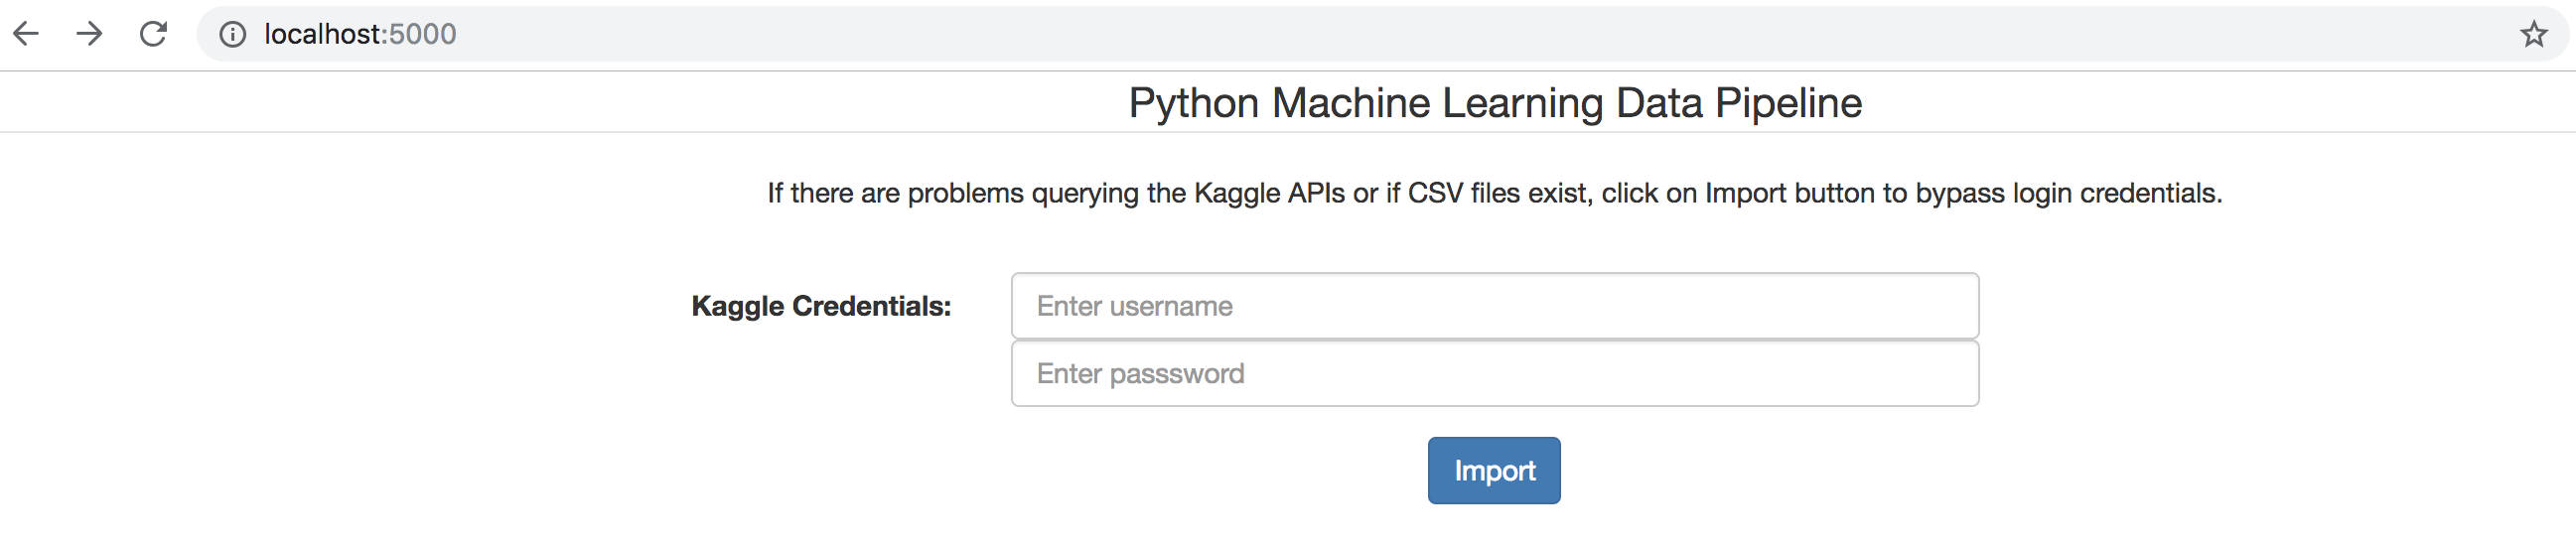 localhost:5000
Python Machine Learning Data Pipeline
If there are problems querying the Kaggle APIs or if CSV files exist, click on Import button to bypass login credentials.
Kaggle Credentials:
Enter username
Enter passsword
Import